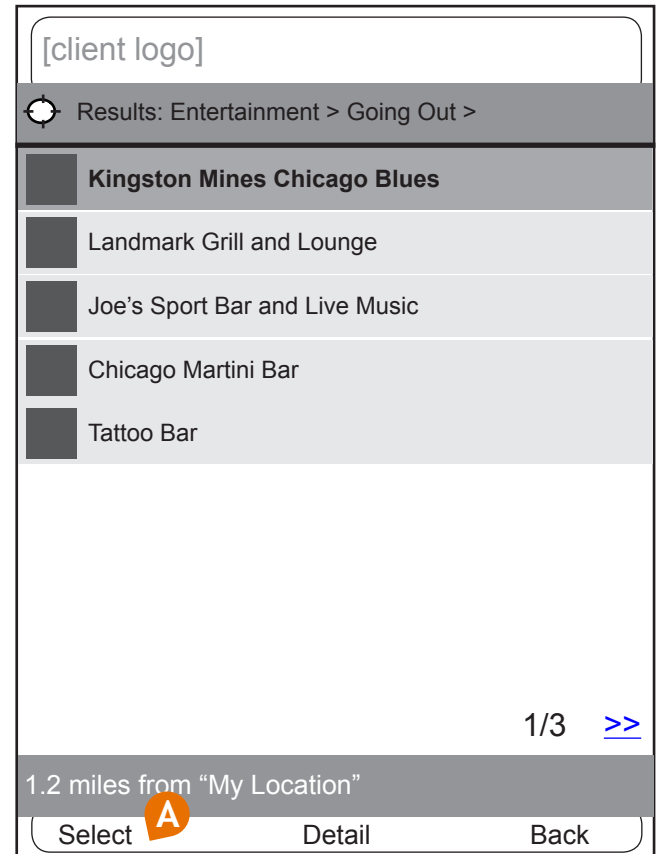 [client logo]
Results: Entertainment > Going Out >
Kingston Mines Chicago Blues
Landmark Grill and Lounge
Joe’s Sport Bar and Live Music
Chicago Martini Bar
Tattoo Bar
1/3 >>
1.2 miles from “My Location”
A
Select Detail Back